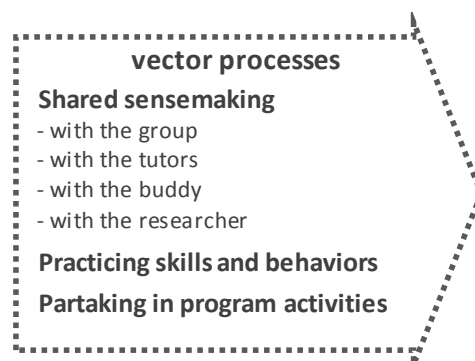 vector processes
Shared sensemaking
- with the group
- with the tutors
- with the buddy
- with the researcher
Practicing skills and behaviors
Partaking in program activities